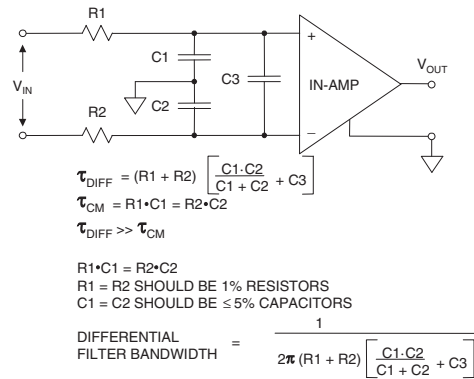 R1
C1
C3
V_IN
C2
R2
+
IN-AMP
–
V_OUT
τ_DIFF = (R1 + R2) [ C1·C2 / C1 + C2 + C3 ]
τ_CM = R1•C1 = R2•C2
τ_DIFF >> τ_CM
R1•C1 = R2•C2
R1 = R2 SHOULD BE 1% RESISTORS
C1 = C2 SHOULD BE ≤ 5% CAPACITORS
DIFFERENTIAL
FILTER BANDWIDTH = 1 / 2π (R1 + R2) [ C1·C2 / C1 + C2 + C3 ]